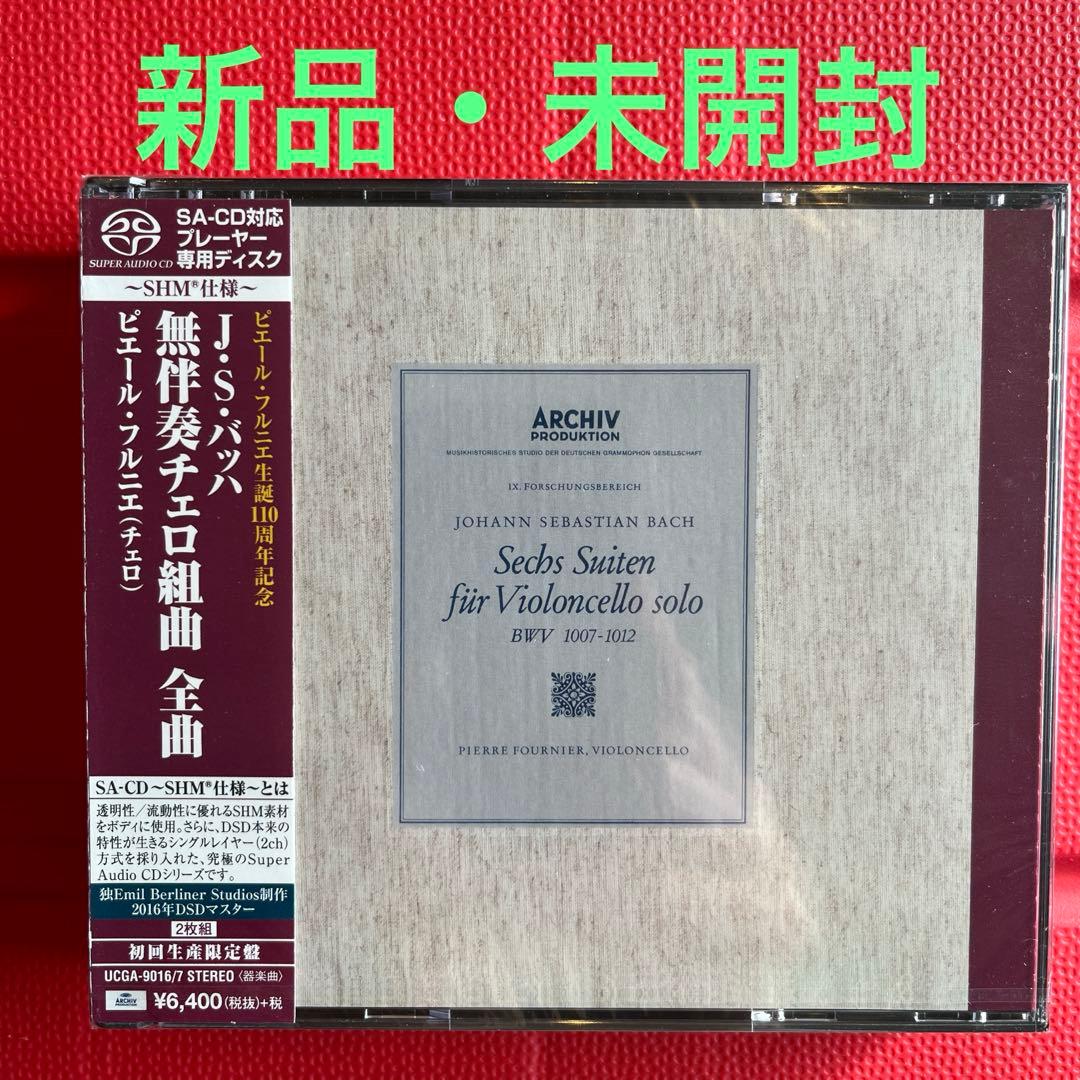 新品・未開封
SUPER AUDIO CD
SA-CD対応
プレーヤー
専用ディスク
～SHM®仕様～
ピエール・フルニエ生誕110周年記念
J・S・バッハ
無伴奏チェロ組曲 全曲
ピエール・フルニエ(チェロ)
SA-CD～SHM®仕様～とは
透明性/流動性に優れるSHM素材
をボディに使用。さらに、DSD本来の
特性が生きるシングルレイヤー(2ch)
方式を採り入れた、究極のSuper
Audio CDシリーズです。
独Emil Berliner Studios制作
2016年DSDマスター
2枚組
初回生産限定盤
UCGA-9016/7 STEREO 〈器楽曲〉
ARCHIV
PRODUKTION
¥6,400(税抜)+税
ARCHIV
PRODUKTION
MUSIKHISTORISCHES STUDIO DER DEUTSCHEN GRAMMOPHON GESELLSCHAFT
IX. FORSCHUNGSBEREICH
JOHANN SEBASTIAN BACH
Sechs Suiten
für Violoncello solo
BWV 1007-1012
PIERRE FOURNIER, VIOLONCELLO